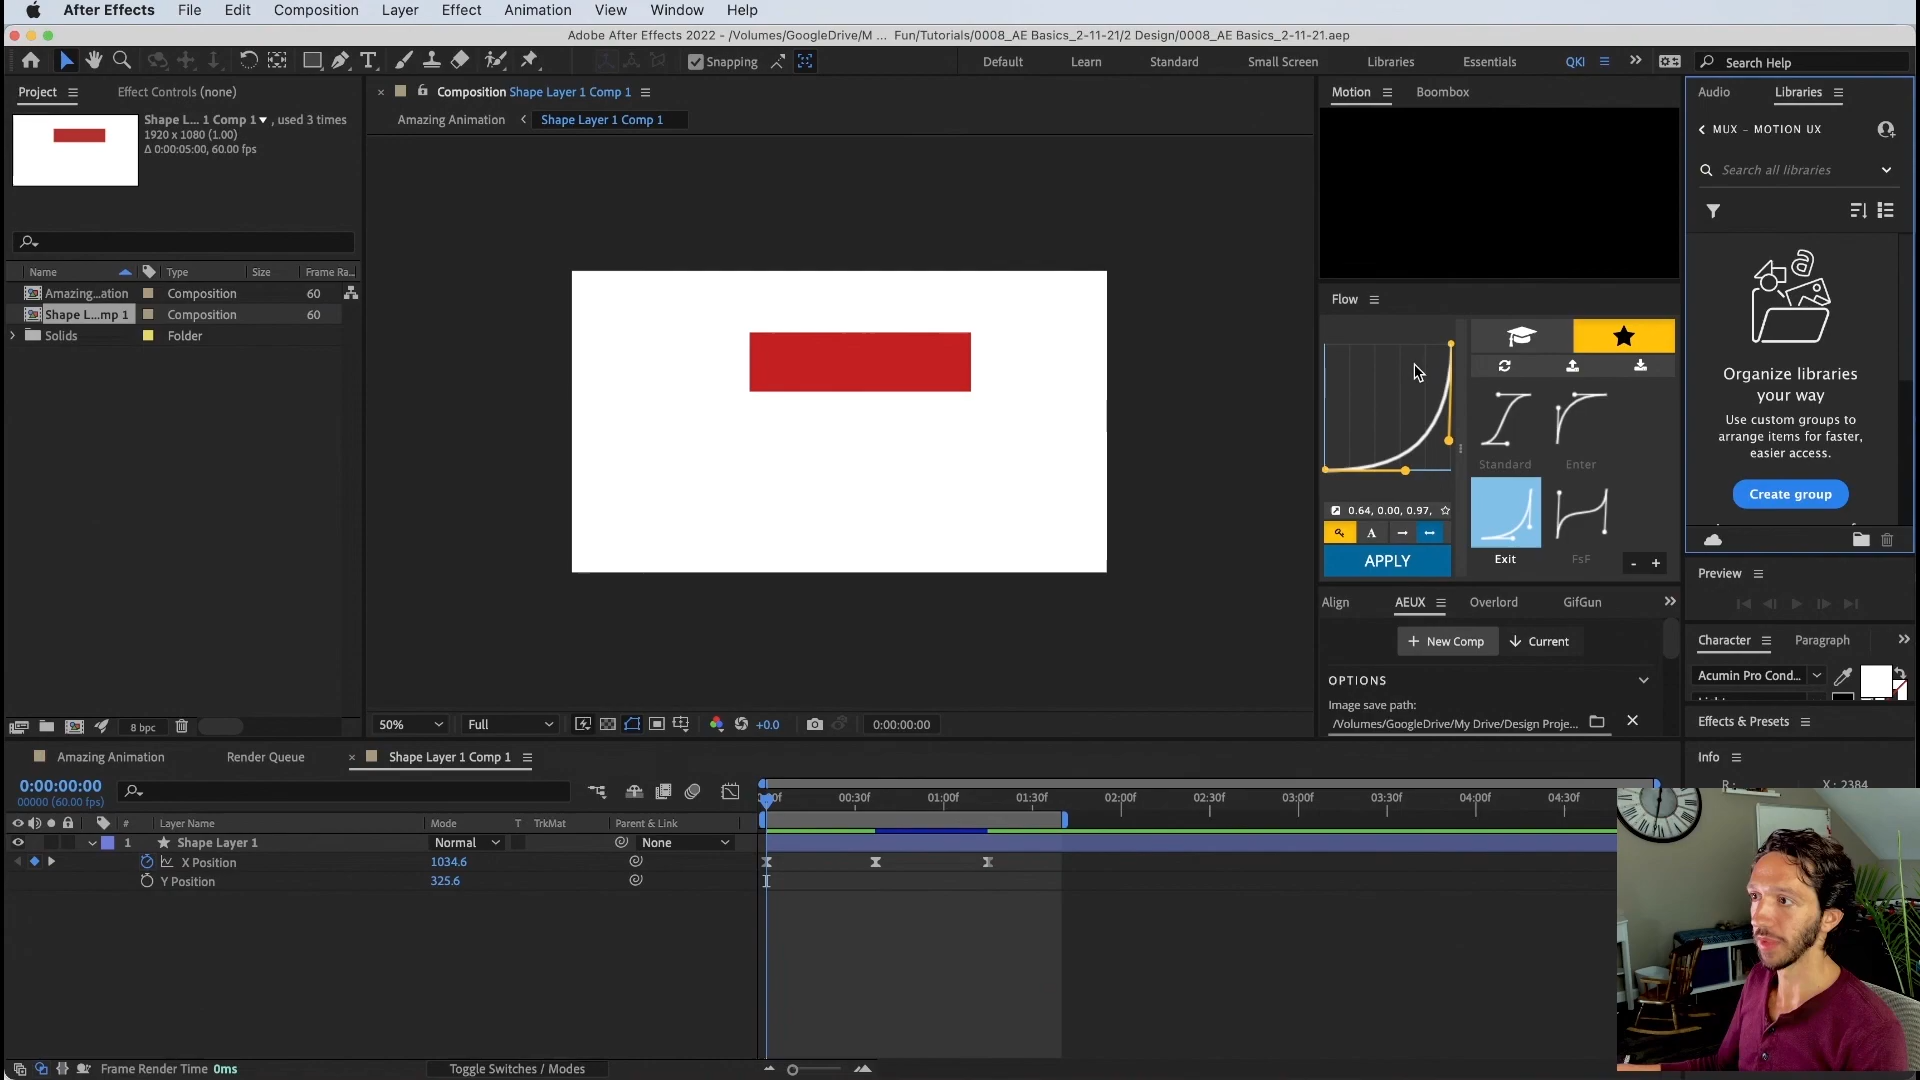 After Effects File Edit Composition Layer Effect Animation View Window Help
Adobe After Effects 2022 - /Volumes/GoogleDrive/M ... Fun/Tutorials/0008_AE Basics_2-11-21/2 Design/0008_AE Basics_2-11-21.aep
Snapping Default Learn Standard Small Screen Libraries Essentials QKI Search Help
Project Effect Controls (none)
Shape L... 1 Comp 1 , used 3 times
1920 x 1080 (1.00)
Δ 0:00:05:00, 60.00 fps
Name Type Size Frame Ra...
Amazing...ation Composition 60
Shape L...mp 1 Composition 60
Solids Folder
8 bpc
Composition Shape Layer 1 Comp 1
Amazing Animation Shape Layer 1 Comp 1
50% Full +0.0 0:00:00:00
Motion Boombox
Flow
Standard Enter
0.64, 0.00, 0.97,
A
APPLY
Exit FsF
- +
Align AEUX Overlord GifGun
New Comp Current
OPTIONS
Image save path:
/Volumes/GoogleDrive/My Drive/Design Proje...
Audio Libraries
MUX – MOTION UX
Search all libraries
Organize libraries
your way
Use custom groups to
arrange items for faster,
easier access.
Create group
Preview
Character Paragraph
Acumin Pro Cond...
Effects & Presets
Info
X : 2384
Amazing Animation Render Queue Shape Layer 1 Comp 1
0:00:00:00
00000 (60.00 fps)
00:30f 01:00f 01:30f 02:00f 02:30f 03:00f 03:30f 04:00f 04:30f
# Layer Name Mode T TrkMat Parent & Link
1 Shape Layer 1 Normal None
X Position 1034.6
Y Position 325.6
Frame Render Time 0ms Toggle Switches / Modes